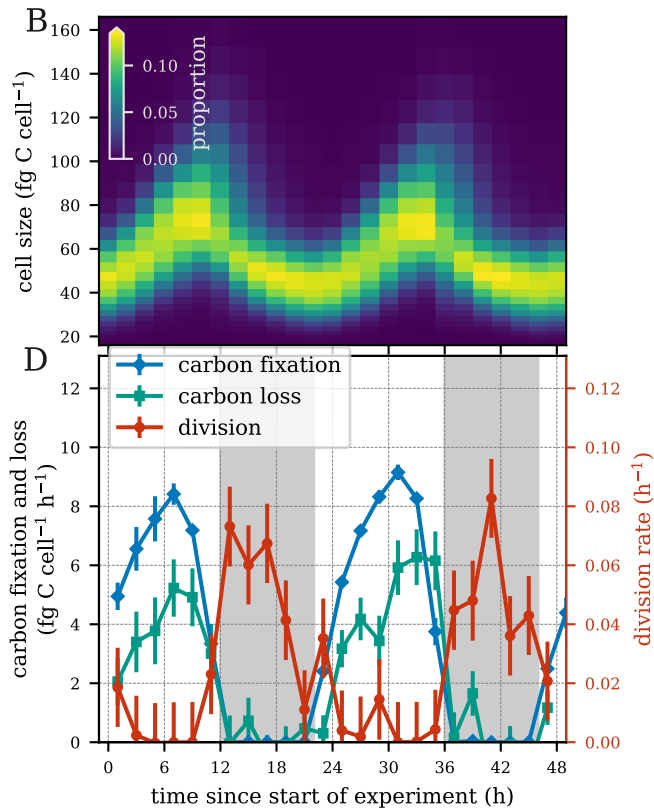 B
160
140
120
100
80
60
40
20
cell size (fg C cell⁻¹)
0.10
0.05
0.00
proportion
D
carbon fixation
carbon loss
division
12
10
8
6
4
2
0
carbon fixation and loss
(fg C cell⁻¹ h⁻¹)
0.12
0.10
0.08
0.06
0.04
0.02
0.00
division rate (h⁻¹)
0 6 12 18 24 30 36 42 48
time since start of experiment (h)